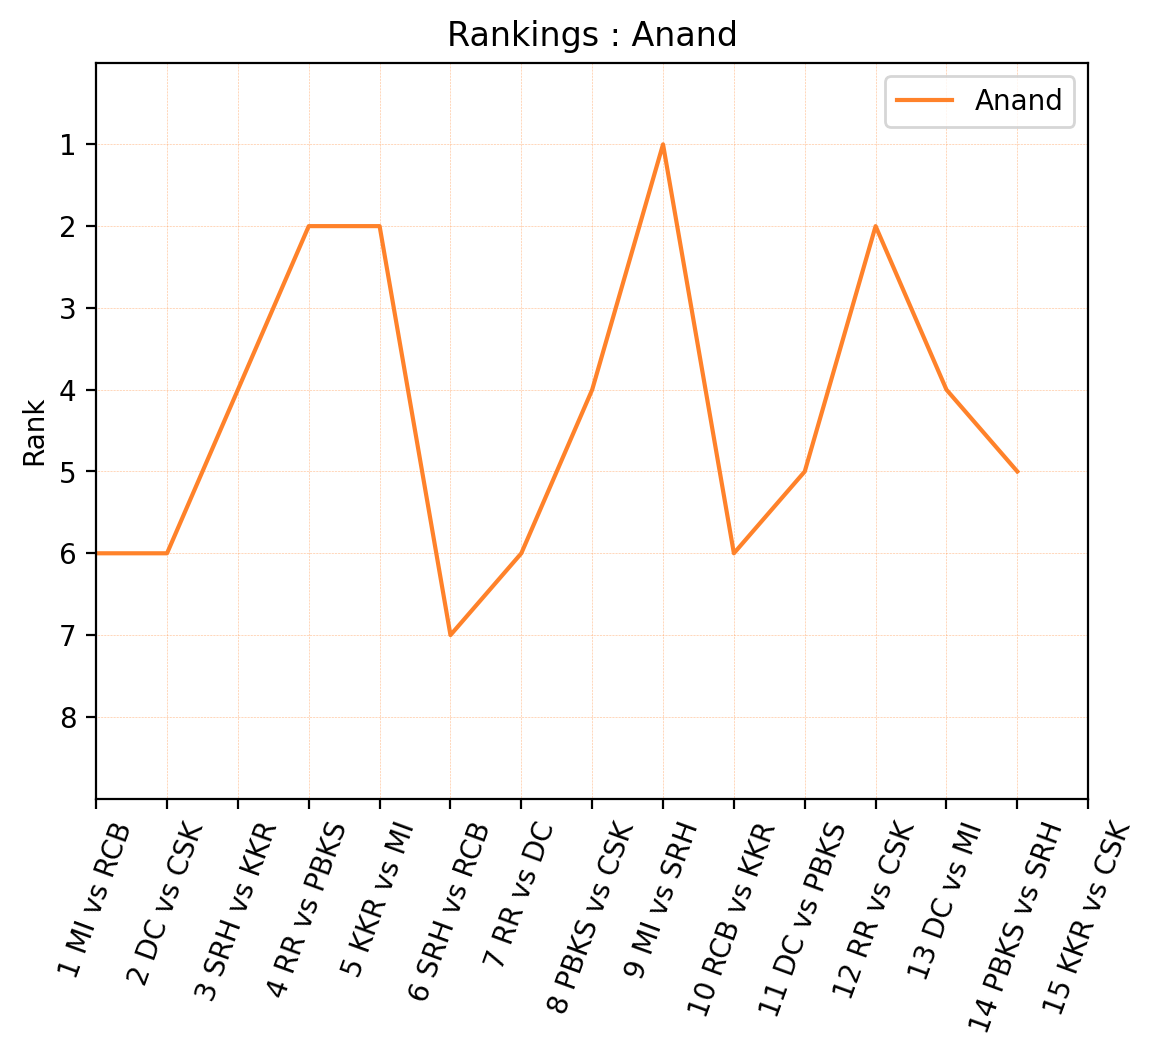 Rankings : Anand
Anand
Rank
1
2
3
4
5
6
7
8
1 MI vs RCB
2 DC vs CSK
3 SRH vs KKR
4 RR vs PBKS
5 KKR vs MI
6 SRH vs RCB
7 RR vs DC
8 PBKS vs CSK
9 MI vs SRH
10 RCB vs KKR
11 DC vs PBKS
12 RR vs CSK
13 DC vs MI
14 PBKS vs SRH
15 KKR vs CSK